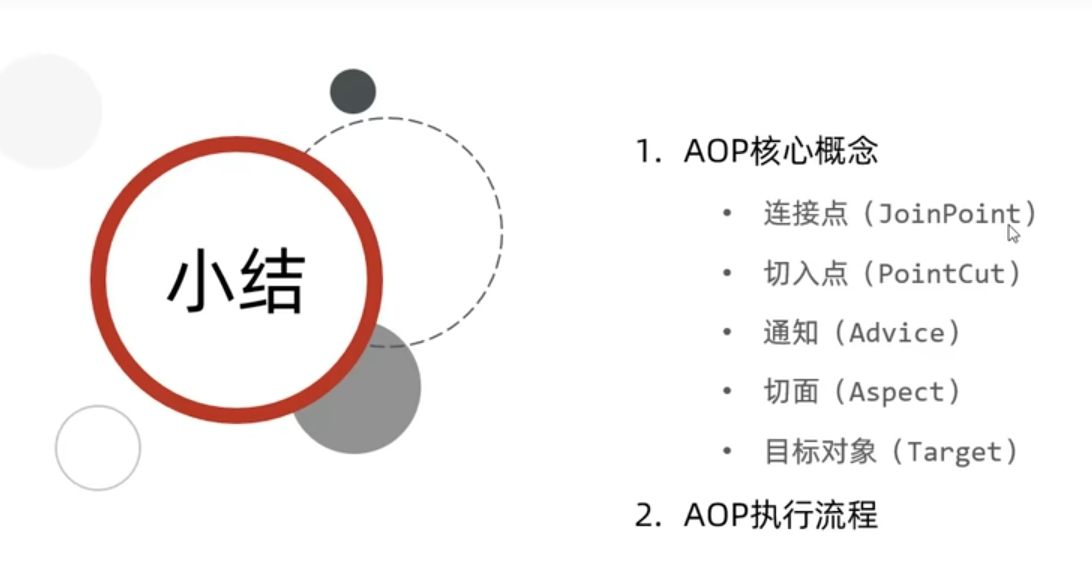 小结
1. AOP核心概念
• 连接点（JoinPoint）
• 切入点（PointCut）
• 通知（Advice）
• 切面（Aspect）
• 目标对象（Target）
2. AOP执行流程